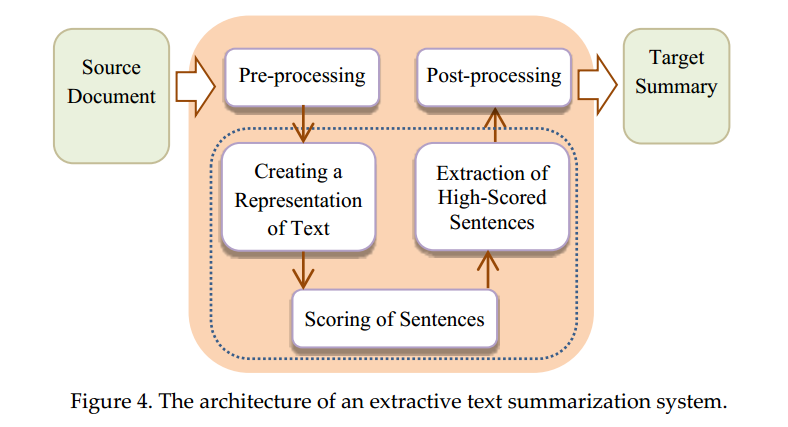 Source
Document
Pre-processing
Creating a
Representation
of Text
Scoring of Sentences
Extraction of
High-Scored
Sentences
Post-processing
Target
Summary
Figure 4. The architecture of an extractive text summarization system.